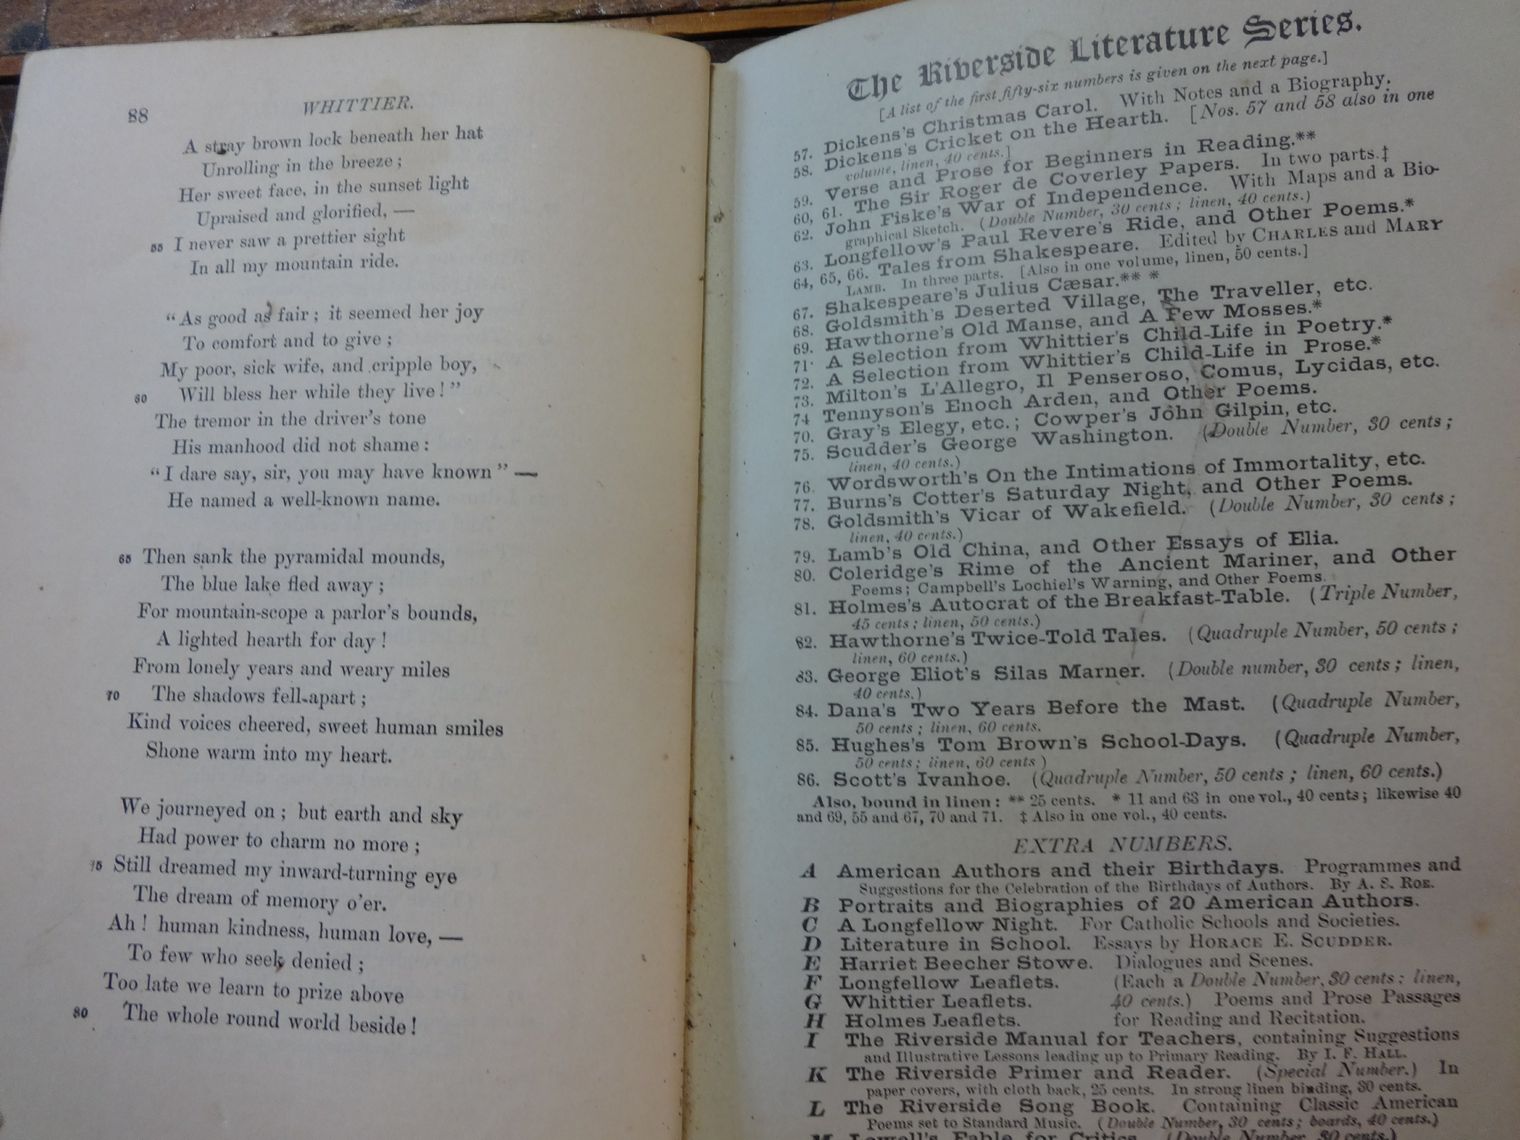 88 WHITTIER.
A stray brown lock beneath her hat
Unrolling in the breeze;
Her sweet face, in the sunset light
Upraised and glorified, —
55 I never saw a prettier sight
In all my mountain ride.
"As good as fair; it seemed her joy
To comfort and to give;
My poor, sick wife, and cripple boy,
60 Will bless her while they live!"
The tremor in the driver's tone
His manhood did not shame:
"I dare say, sir, you may have known" —
He named a well-known name.
65 Then sank the pyramidal mounds,
The blue lake fled away;
For mountain-scope a parlor's bounds,
A lighted hearth for day!
From lonely years and weary miles
70 The shadows fell apart;
Kind voices cheered, sweet human smiles
Shone warm into my heart.
We journeyed on; but earth and sky
Had power to charm no more;
75 Still dreamed my inward-turning eye
The dream of memory o'er.
Ah! human kindness, human love, —
To few who seek denied;
Too late we learn to prize above
80 The whole round world beside!
The Riverside Literature Series.
[A list of the first fifty-six numbers is given on the next page.]
57. Dickens's Christmas Carol. With Notes and a Biography.
58. Dickens's Cricket on the Hearth. [Nos. 57 and 58 also in one
volume, linen, 40 cents.]
59. Verse and Prose for Beginners in Reading.**
60, 61. The Sir Roger de Coverley Papers. In two parts.‡
62. John Fiske's War of Independence. With Maps and a Bio-
graphical Sketch. (Double Number, 30 cents; linen, 40 cents.)
63. Longfellow's Paul Revere's Ride, and Other Poems.*
64, 65, 66. Tales from Shakespeare. Edited by CHARLES and MARY
LAMB. In three parts. [Also in one volume, linen, 50 cents.]
67. Shakespeare's Julius Cæsar.** *
68. Goldsmith's Deserted Village, The Traveller, etc.
69. Hawthorne's Old Manse, and A Few Mosses.*
71. A Selection from Whittier's Child-Life in Poetry.*
72. A Selection from Whittier's Child-Life in Prose.*
73. Milton's L'Allegro, Il Penseroso, Comus, Lycidas, etc.
74 Tennyson's Enoch Arden, and Other Poems.
70. Gray's Elegy, etc.; Cowper's John Gilpin, etc.
75. Scudder's George Washington. (Double Number, 30 cents;
linen, 40 cents.)
76. Wordsworth's On the Intimations of Immortality, etc.
77. Burns's Cotter's Saturday Night, and Other Poems.
78. Goldsmith's Vicar of Wakefield. (Double Number, 30 cents;
linen, 40 cents.)
79. Lamb's Old China, and Other Essays of Elia.
80. Coleridge's Rime of the Ancient Mariner, and Other
Poems; Campbell's Lochiel's Warning, and Other Poems.
81. Holmes's Autocrat of the Breakfast-Table. (Triple Number,
45 cents; linen, 50 cents.)
82. Hawthorne's Twice-Told Tales. (Quadruple Number, 50 cents;
linen, 60 cents.)
83. George Eliot's Silas Marner. (Double number, 30 cents; linen,
40 cents.)
84. Dana's Two Years Before the Mast. (Quadruple Number,
50 cents; linen, 60 cents.
85. Hughes's Tom Brown's School-Days. (Quadruple Number,
50 cents; linen, 60 cents )
86. Scott's Ivanhoe. (Quadruple Number, 50 cents; linen, 60 cents.)
Also, bound in linen: ** 25 cents. * 11 and 63 in one vol., 40 cents; likewise 40
and 69, 55 and 67, 70 and 71. ‡ Also in one vol., 40 cents.
EXTRA NUMBERS.
A American Authors and their Birthdays. Programmes and
Suggestions for the Celebration of the Birthdays of Authors. By A. S. ROE.
B Portraits and Biographies of 20 American Authors.
C A Longfellow Night. For Catholic Schools and Societies.
D Literature in School. Essays by HORACE E. SCUDDER.
E Harriet Beecher Stowe. Dialogues and Scenes.
F Longfellow Leaflets. (Each a Double Number, 30 cents; linen,
G Whittier Leaflets. 40 cents.) Poems and Prose Passages
H Holmes Leaflets. for Reading and Recitation.
I The Riverside Manual for Teachers, containing Suggestions
and Illustrative Lessons leading up to Primary Reading. By I. F. HALL.
K The Riverside Primer and Reader. (Special Number.) In
paper covers, with cloth back, 25 cents. In strong linen binding, 30 cents.
L The Riverside Song Book. Containing Classic American
Poems set to Standard Music. (Double Number, 30 cents; boards, 40 cents.)
M Lowell's Fable for Critics. (Double Number, 30 cents.)